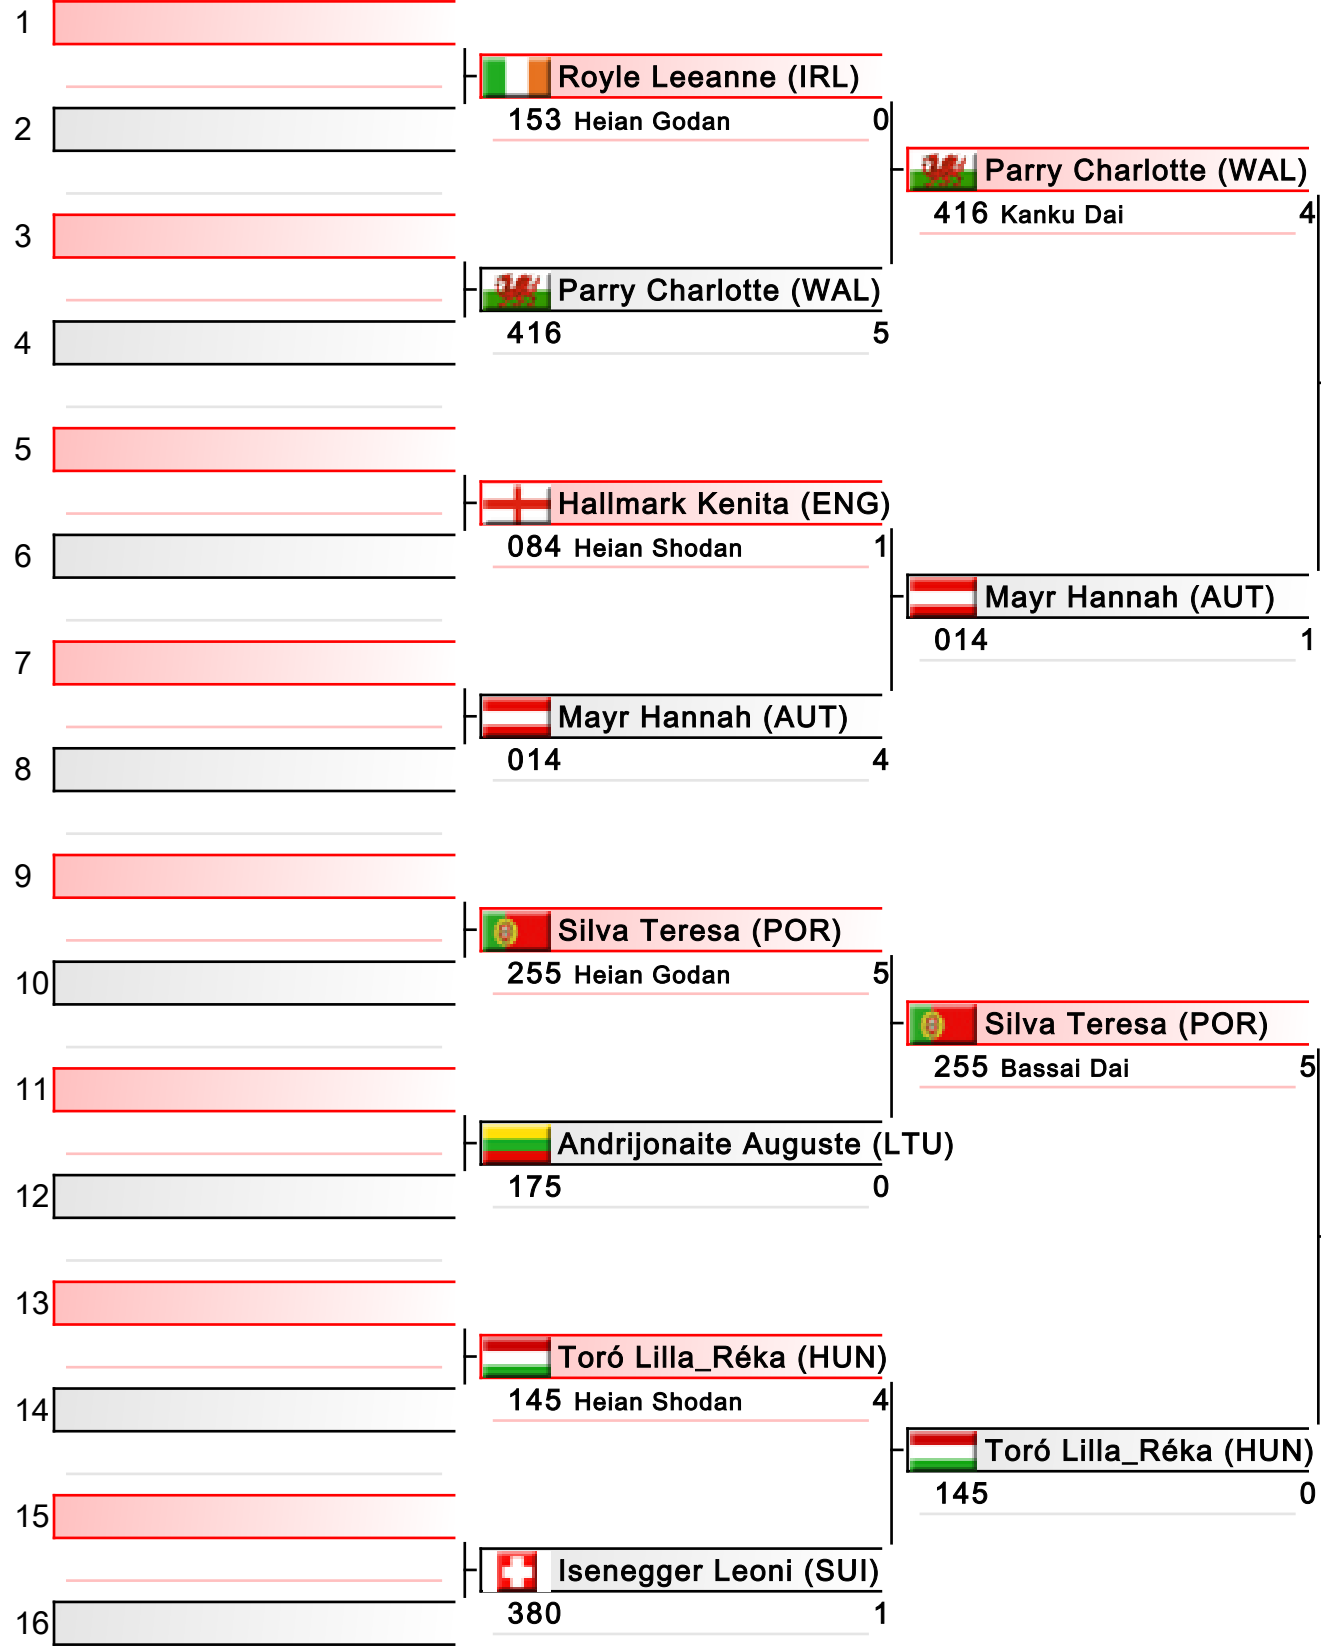 1
Royle Leeanne (IRL)
153 Heian Godan 0
2
Parry Charlotte (WAL)
416 Kanku Dai 4
3
Parry Charlotte (WAL)
416 5
4
5
Hallmark Kenita (ENG)
084 Heian Shodan 1
6
Mayr Hannah (AUT)
014 1
7
Mayr Hannah (AUT)
014 4
8
9
Silva Teresa (POR)
255 Heian Godan 5
10
Silva Teresa (POR)
255 Bassai Dai 5
11
Andrijonaite Auguste (LTU)
175 0
12
13
Toró Lilla_Réka (HUN)
145 Heian Shodan 4
14
Toró Lilla_Réka (HUN)
145 0
15
Isenegger Leoni (SUI)
380 1
16